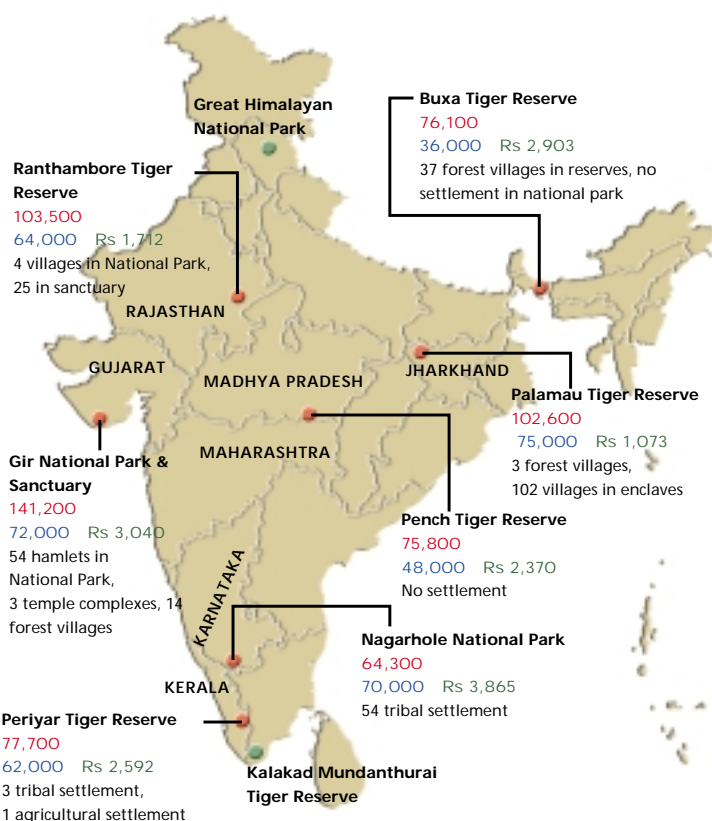 Great Himalayan
National Park
Buxa Tiger Reserve
76,100
36,000 Rs 2,903
37 forest villages in reserves, no
settlement in national park
Ranthambore Tiger
Reserve
103,500
64,000 Rs 1,712
4 villages in National Park,
25 in sanctuary
RAJASTHAN
GUJARAT
MADHYA PRADESH
JHARKHAND
Palamau Tiger Reserve
102,600
75,000 Rs 1,073
3 forest villages,
102 villages in enclaves
MAHARASHTRA
Gir National Park &
Sanctuary
141,200
72,000 Rs 3,040
54 hamlets in
National Park,
3 temple complexes, 14
forest villages
Pench Tiger Reserve
75,800
48,000 Rs 2,370
No settlement
KARNATAKA
Nagarhole National Park
64,300
70,000 Rs 3,865
54 tribal settlement
KERALA
Periyar Tiger Reserve
77,700
62,000 Rs 2,592
3 tribal settlement,
1 agricultural settlement
Kalakad Mundanthurai
Tiger Reserve